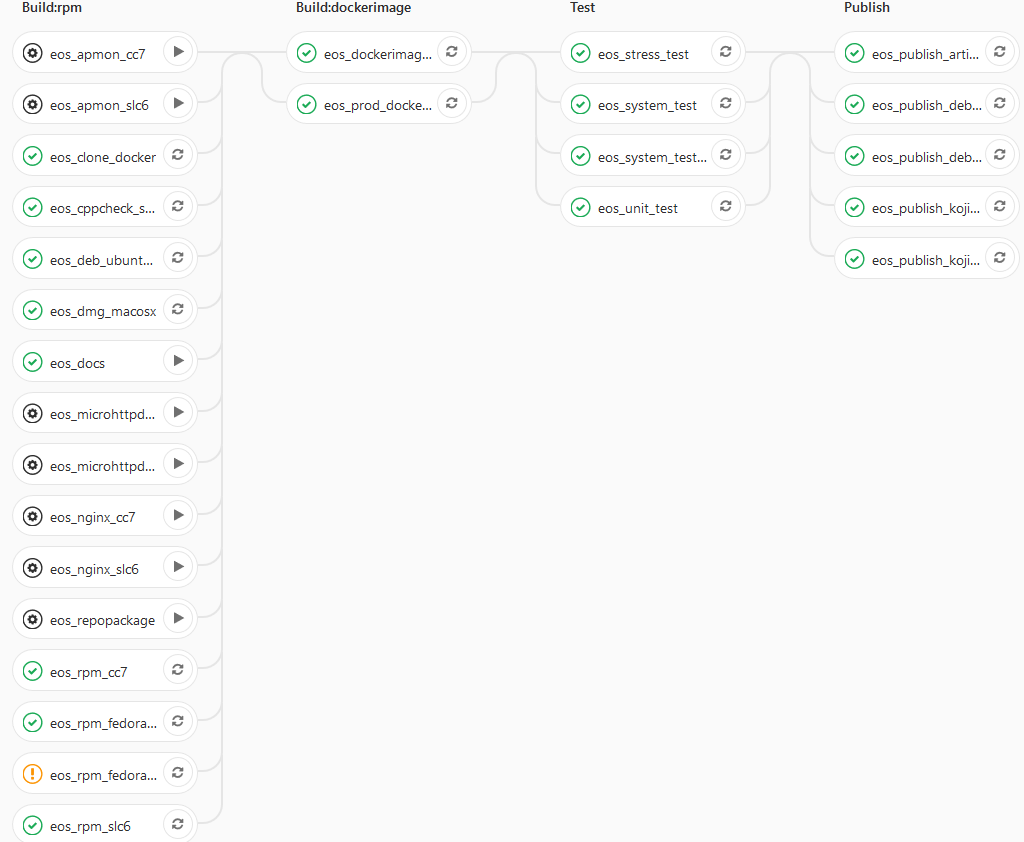 Build:rpm
eos_apmon_cc7
eos_apmon_slc6
eos_clone_docker
eos_cppcheck_s...
eos_deb_ubunt...
eos_dmg_macosx
eos_docs
eos_microhttpd...
eos_microhttpd...
eos_nginx_cc7
eos_nginx_slc6
eos_repopackage
eos_rpm_cc7
eos_rpm_fedora...
eos_rpm_fedora...
eos_rpm_slc6
Build:dockerimage
eos_dockerimag...
eos_prod_docke...
Test
eos_stress_test
eos_system_test
eos_system_test...
eos_unit_test
Publish
eos_publish_arti...
eos_publish_deb...
eos_publish_deb...
eos_publish_koji...
eos_publish_koji...